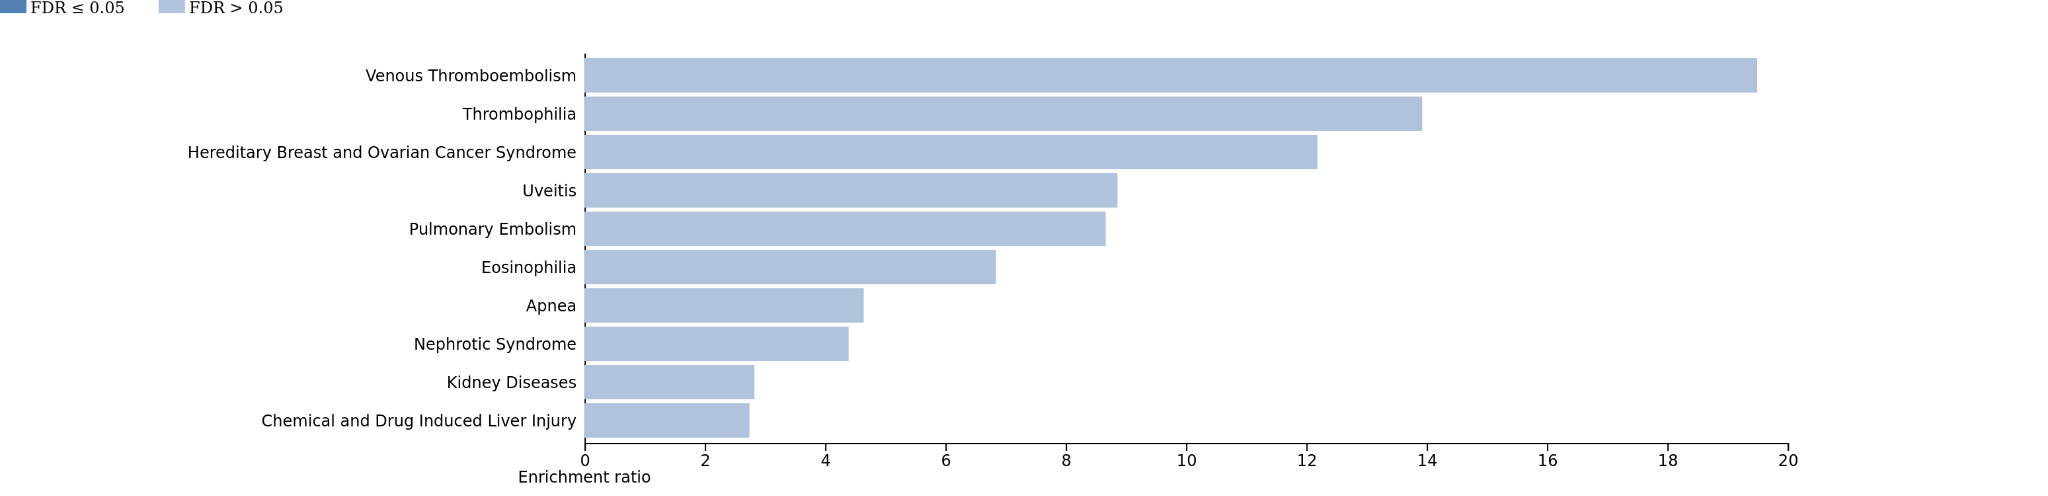 FDR ≤ 0.05 FDR > 0.05
Venous Thromboembolism
Thrombophilia
Hereditary Breast and Ovarian Cancer Syndrome
Uveitis
Pulmonary Embolism
Eosinophilia
Apnea
Nephrotic Syndrome
Kidney Diseases
Chemical and Drug Induced Liver Injury
0 2 4 6 8 10 12 14 16 18 20
Enrichment ratio